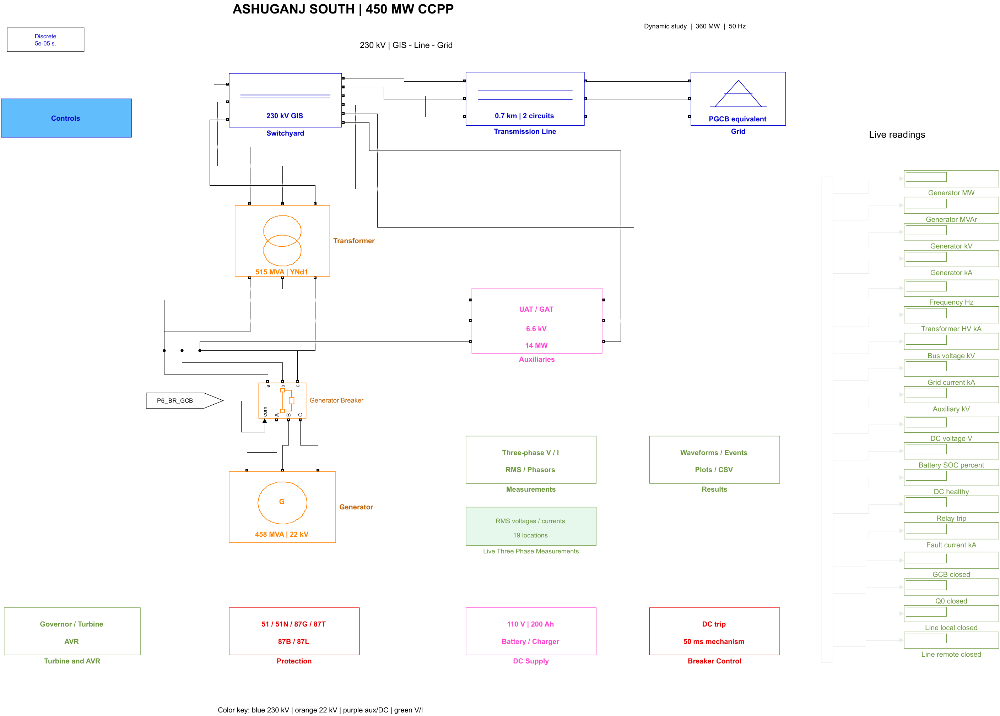 ASHUGANJ SOUTH | 450 MW CCPP
Dynamic study | 360 MW | 50 Hz
Discrete
5e-05 s.
230 kV | GIS - Line - Grid
Controls
230 kV GIS
Switchyard
0.7 km | 2 circuits
Transmission Line
PGCB equivalent
Grid
Live readings
Transformer
515 MVA | YNd1
UAT / GAT
6.6 kV
14 MW
Auxiliaries
a
b
c
P6_BR_GCB
Generator Breaker
com
A
B
C
G
458 MVA | 22 kV
Generator
Three-phase V / I
RMS / Phasors
Measurements
Waveforms / Events
Plots / CSV
Results
RMS voltages / currents
19 locations
Live Three Phase Measurements
Governor / Turbine
AVR
Turbine and AVR
51 / 51N / 87G / 87T
87B / 87L
Protection
110 V | 200 Ah
Battery / Charger
DC Supply
DC trip
50 ms mechanism
Breaker Control
Generator MW
Generator MVAr
Generator kV
Generator kA
Frequency Hz
Transformer HV kA
Bus voltage kV
Grid current kA
Auxiliary kV
DC voltage V
Battery SOC percent
DC healthy
Relay trip
Fault current kA
GCB closed
Q0 closed
Line local closed
Line remote closed
Color key: blue 230 kV | orange 22 kV | purple aux/DC | green V/I